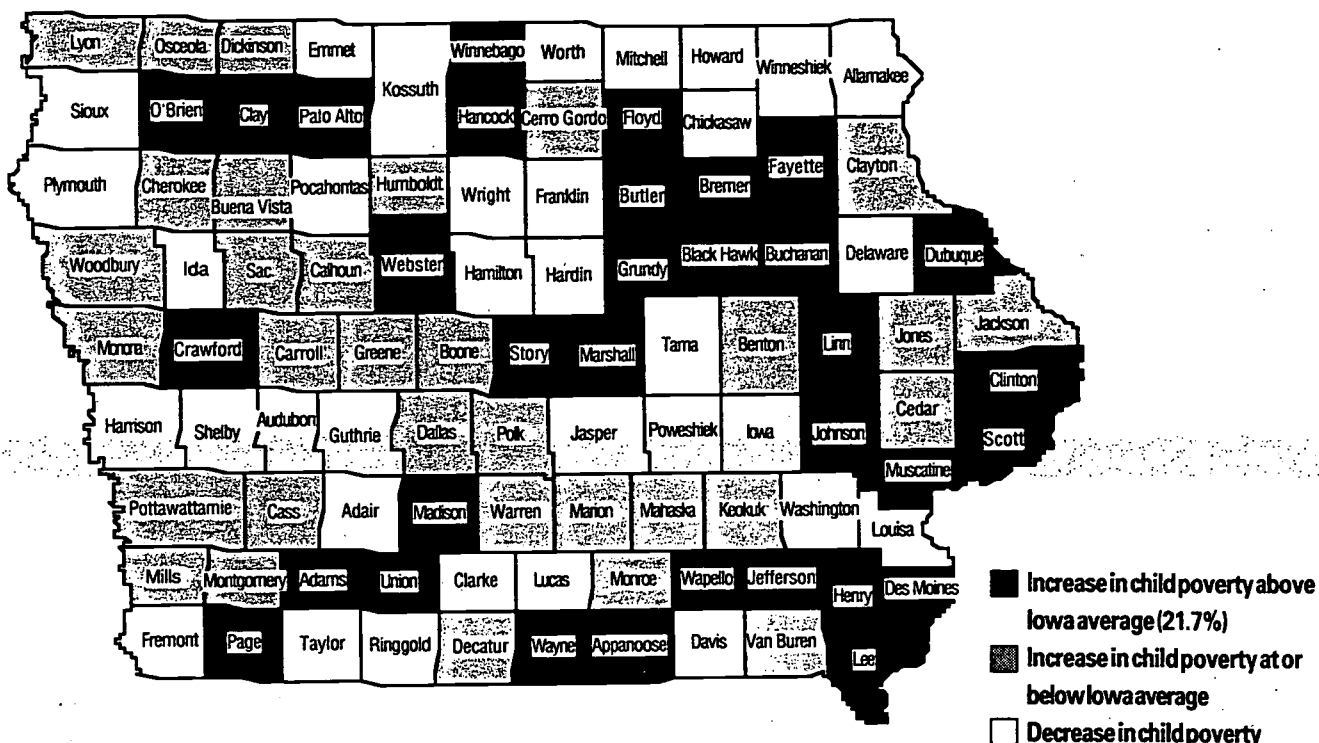 Lyon Osceola Dickinson Emmet Winnebago Worth Mitchell Howard Winneshiek Allamakee
Kossuth
Sioux O'Brien Clay Palo Alto Hancock Cerro Gordo Floyd Chickasaw
Plymouth Cherokee Buena Vista Pocahontas Humboldt Wright Franklin Butler Bremer Fayette Clayton
Woodbury Ida Sac Calhoun Webster Hamilton Hardin Grundy Black Hawk Buchanan Delaware Dubuque
Monona Crawford Carroll Greene Boone Story Marshall Tama Benton Linn Jones Jackson
Clinton
Harrison Shelby Audubon Guthrie Dallas Polk Jasper Poweshiek Iowa Johnson Cedar Scott
Muscatine
Pottawattamie Cass Adair Madison Warren Marion Mahaska Keokuk Washington Louisa
Mills Montgomery Adams Union Clarke Lucas Monroe Wapello Jefferson Henry Des Moines
Fremont Page Taylor Ringgold Decatur Wayne Appanoose Davis Van Buren Lee
Increase in child poverty above
Iowa average (21.7%)
Increase in child poverty at or
below Iowa average
Decrease in child poverty